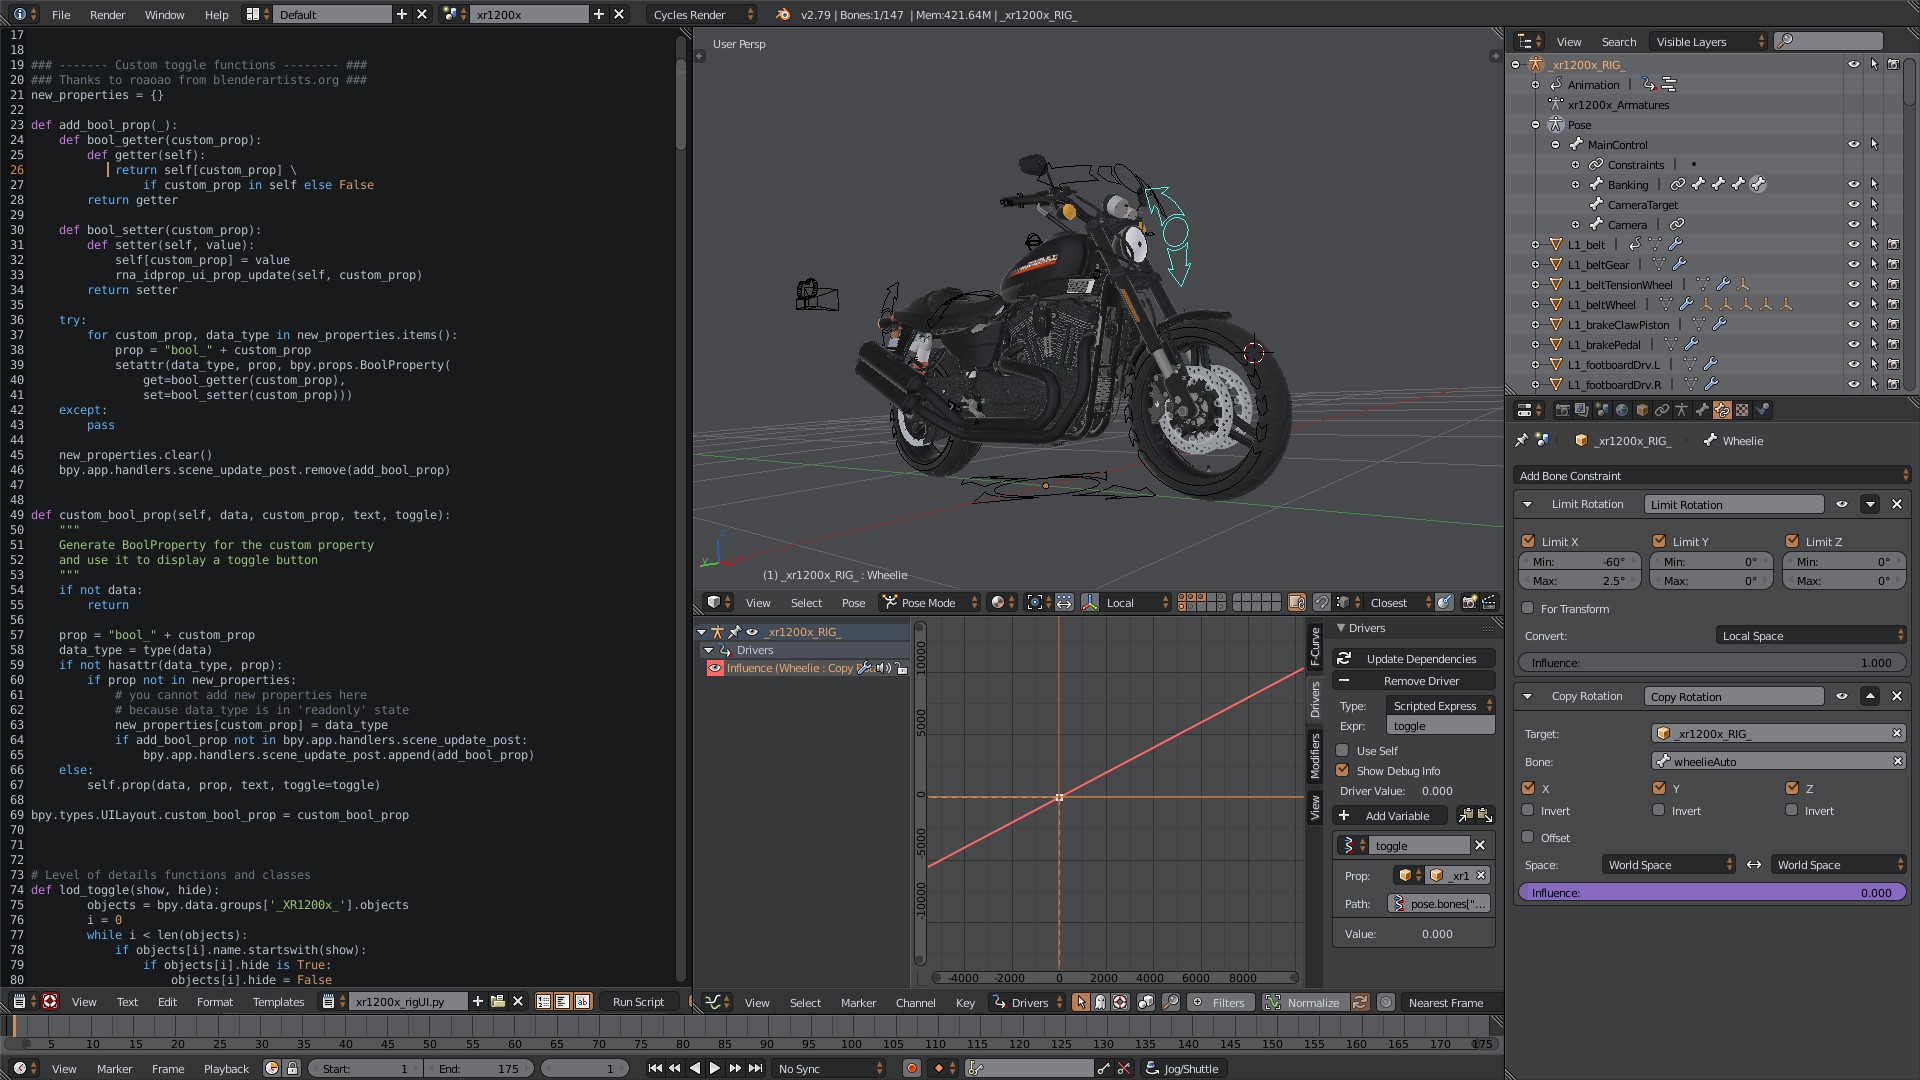 File Render Window Help Default xr1200x Cycles Render v2.79 | Bones:1/147 | Mem:421.64M | _xr1200x_RIG_
17
18
19 ### ------- Custom toggle functions -------- ###
20 ### Thanks to roaoao from blenderartists.org ###
21 new_properties = {}
22
23 def add_bool_prop(_):
24 def bool_getter(custom_prop):
25 def getter(self):
26 return self[custom_prop] \
27 if custom_prop in self else False
28 return getter
29
30 def bool_setter(custom_prop):
31 def setter(self, value):
32 self[custom_prop] = value
33 rna_idprop_ui_prop_update(self, custom_prop)
34 return setter
35
36 try:
37 for custom_prop, data_type in new_properties.items():
38 prop = "bool_" + custom_prop
39 setattr(data_type, prop, bpy.props.BoolProperty(
40 get=bool_getter(custom_prop),
41 set=bool_setter(custom_prop)))
42 except:
43 pass
44
45 new_properties.clear()
46 bpy.app.handlers.scene_update_post.remove(add_bool_prop)
47
48
49 def custom_bool_prop(self, data, custom_prop, text, toggle):
50 """
51 Generate BoolProperty for the custom property
52 and use it to display a toggle button
53 """
54 if not data:
55 return
56
57 prop = "bool_" + custom_prop
58 data_type = type(data)
59 if not hasattr(data_type, prop):
60 if prop not in new_properties:
61 # you cannot add new properties here
62 # because data_type is in 'readonly' state
63 new_properties[custom_prop] = data_type
64 if add_bool_prop not in bpy.app.handlers.scene_update_post:
65 bpy.app.handlers.scene_update_post.append(add_bool_prop)
66 else:
67 self.prop(data, prop, text, toggle=toggle)
68
69 bpy.types.UILayout.custom_bool_prop = custom_bool_prop
70
71
72
73 # Level of details functions and classes
74 def lod_toggle(show, hide):
75 objects = bpy.data.groups['_XR1200x_'].objects
76 i = 0
77 while i < len(objects):
78 if objects[i].name.startswith(show):
79 if objects[i].hide is True:
80 objects[i].hide = False
View Text Edit Format Templates xr1200x_rigUI.py Run Script
User Persp
z
y
(1) _xr1200x_RIG_ : Wheelie
View Select Pose Pose Mode Local Closest
_xr1200x_RIG_
Drivers
Influence (Wheelie : Copy
10000
5000
0
-5000
-10000
-4000 -2000 0 2000 4000 6000 8000
F-Curve
Drivers
Modifiers
View
Drivers
Update Dependencies
Remove Driver
Type: Scripted Express
Expr: toggle
Use Self
Show Debug Info
Driver Value: 0.000
Add Variable
toggle
Prop: _xr1
Path: pose.bones["...
Value: 0.000
View Select Marker Channel Key Drivers Filters Normalize Nearest Frame
View Search Visible Layers
_xr1200x_RIG_
Animation
xr1200x_Armatures
Pose
MainControl
Constraints
Banking
CameraTarget
Camera
L1_belt
L1_beltGear
L1_beltTensionWheel
L1_beltWheel
L1_brakeClawPiston
L1_brakePedal
L1_footboardDrv.L
L1_footboardDrv.R
_xr1200x_RIG_ Wheelie
Add Bone Constraint
Limit Rotation Limit Rotation
Limit X Limit Y Limit Z
Min: -60° Min: 0° Min: 0°
Max: 2.5° Max: 0° Max: 0°
For Transform
Convert: Local Space
Influence: 1.000
Copy Rotation Copy Rotation
Target: _xr1200x_RIG_
Bone: wheelieAuto
X Y Z
Invert Invert Invert
Offset
Space: World Space World Space
Influence: 0.000
5 10 15 20 25 30 35 40 45 50 55 60 65 70 75 80 85 90 95 100 105 110 115 120 125 130 135 140 145 150 155 160 165 170 175
View Marker Frame Playback Start: 1 End: 175 1 No Sync Jog/Shuttle